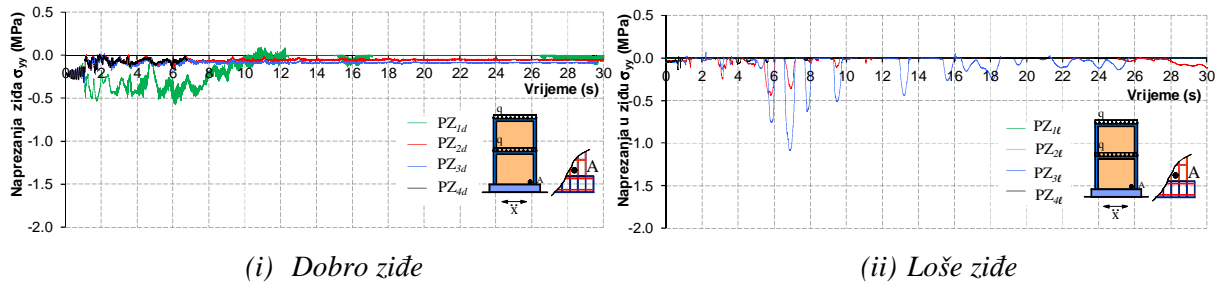 Naprezanja ziđa σyy (MPa)
0.5
0.0
-0.5
-1.0
-1.5
-2.0
0 2 4 6 8 10 12 14 16 18 20 22 24 26 28 30
Vrijeme (s)
PZ1d
PZ2d
PZ3d
PZ4d
q
q
A
ẍ
A
(i) Dobro ziđe
Naprezanja u ziđu σyy (MPa)
0.5
0.0
-0.5
-1.0
-1.5
-2.0
0 2 4 6 8 10 12 14 16 18 20 22 24 26 28 30
Vrijeme (s)
PZ1ℓ
PZ2ℓ
PZ3ℓ
PZ4ℓ
q
q
A
ẍ
A
(ii) Loše ziđe